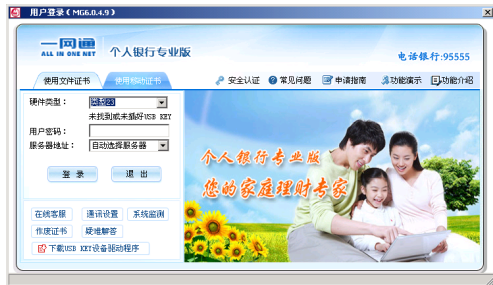 用户登录(MG6.0.4.9)
一网通
ALL IN ONE NET
个人银行专业版
电话银行:95555
使用文件证书
使用移动证书
安全认证
常见问题
申请指南
功能演示
功能介绍
硬件类型：
类型23
未找到或未插好USB KEY
用户密码：
服务器地址：
自动选择服务器
登 录
退 出
在线客服
通讯设置
系统监测
作废证书
疑难解答
下载USB KEY设备驱动程序
个人银行专业版
您的家庭理财专家